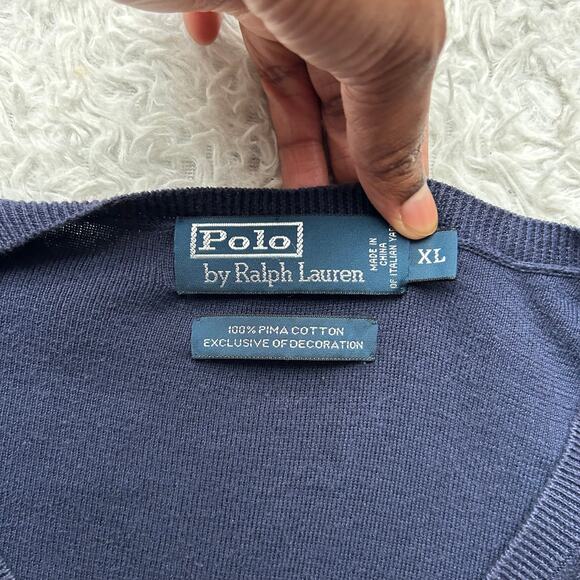 Polo
by Ralph Lauren
MADE IN
CHINA
OF ITALIAN
XL
100% PIMA COTTON
EXCLUSIVE OF DECORATION